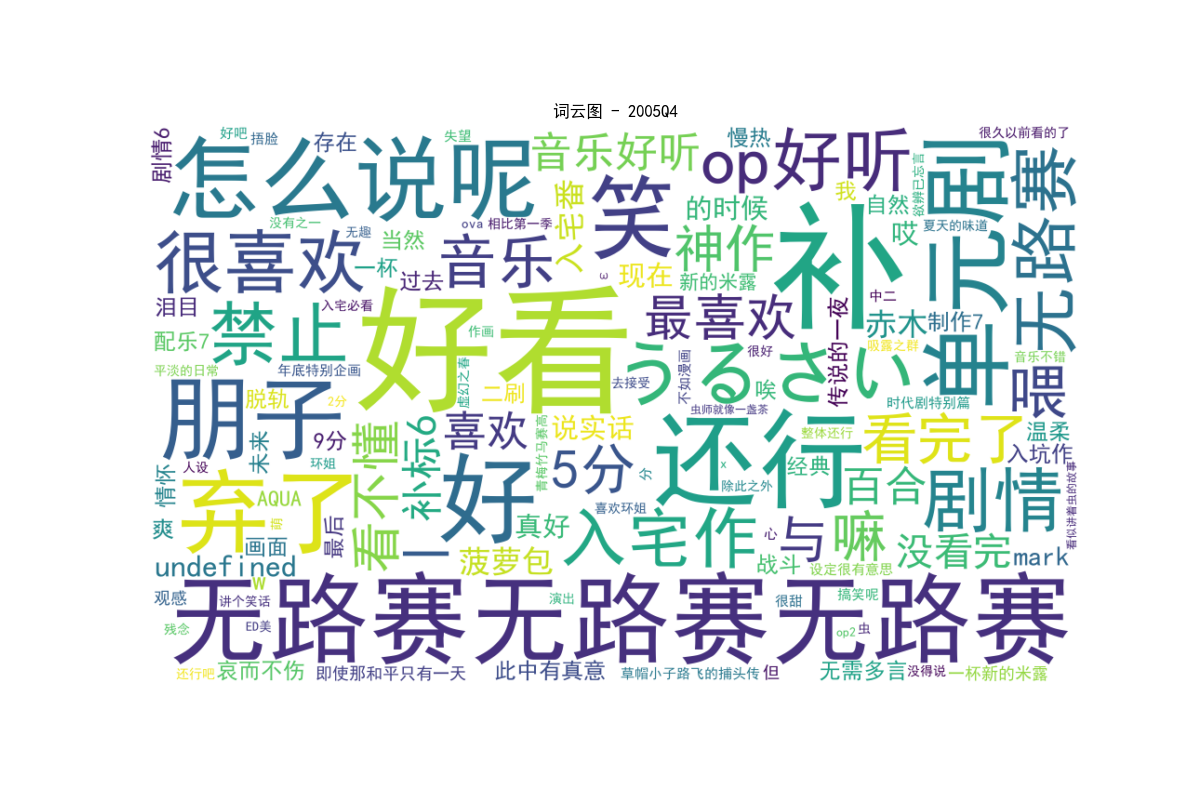 词云图 - 2005Q4
剧情6
好吧
捂脸
存在
失望
音乐好听
慢热
op好听
很久以前看的了
怎么说呢
没有之一
无趣
当然
ova 相比第一季
入宅番
笑
的时候
我
自然
欲辨已忘言
夏天的味道
单元剧
无路赛
很喜欢
一杯
过去
音乐
ω
现在
神作
新的米露
补
哎
中二
泪目
入宅必看
禁止
好看
作画
最喜欢
传说的一夜
赤木
制作7
吸露之群
配乐7
平淡的日常
年底特别企画
虚幻之春
うるさい
很好
不如漫画
去接受
唉
音乐不错
喂
朋子
脱轨
2分
二刷
虫师就像一盏茶
时代剧特别篇
9分
未来
看不懂
补标6
喜欢
青梅竹马赛高
说实话
整体还行
看完了
温柔
入坑作
人设
环姐
情怀
弃了
AQUA
萌
好
5分
分
还行
x
除此之外
经典
百合
剧情
看似讲着虫的故事
爽
最后
画面
喜欢环姐
真好
入宅作
心
与
嘛
没看完
mark
undefined
w
一
菠萝包
战斗
设定很有意思
观感
讲个笑话
演出
很甜
搞笑呢
无路赛无路赛无路赛
残念
ED美
op2
虫
还行吧
哀而不伤
即使那和平只有一天
此中有真意
草帽小子路飞的捕头传
但
无需多言
没得说
一杯新的米露